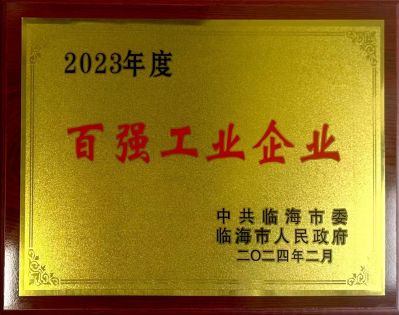 2023年度
百强工业企业
中共临海市委
临海市人民政府
二〇二四年二月